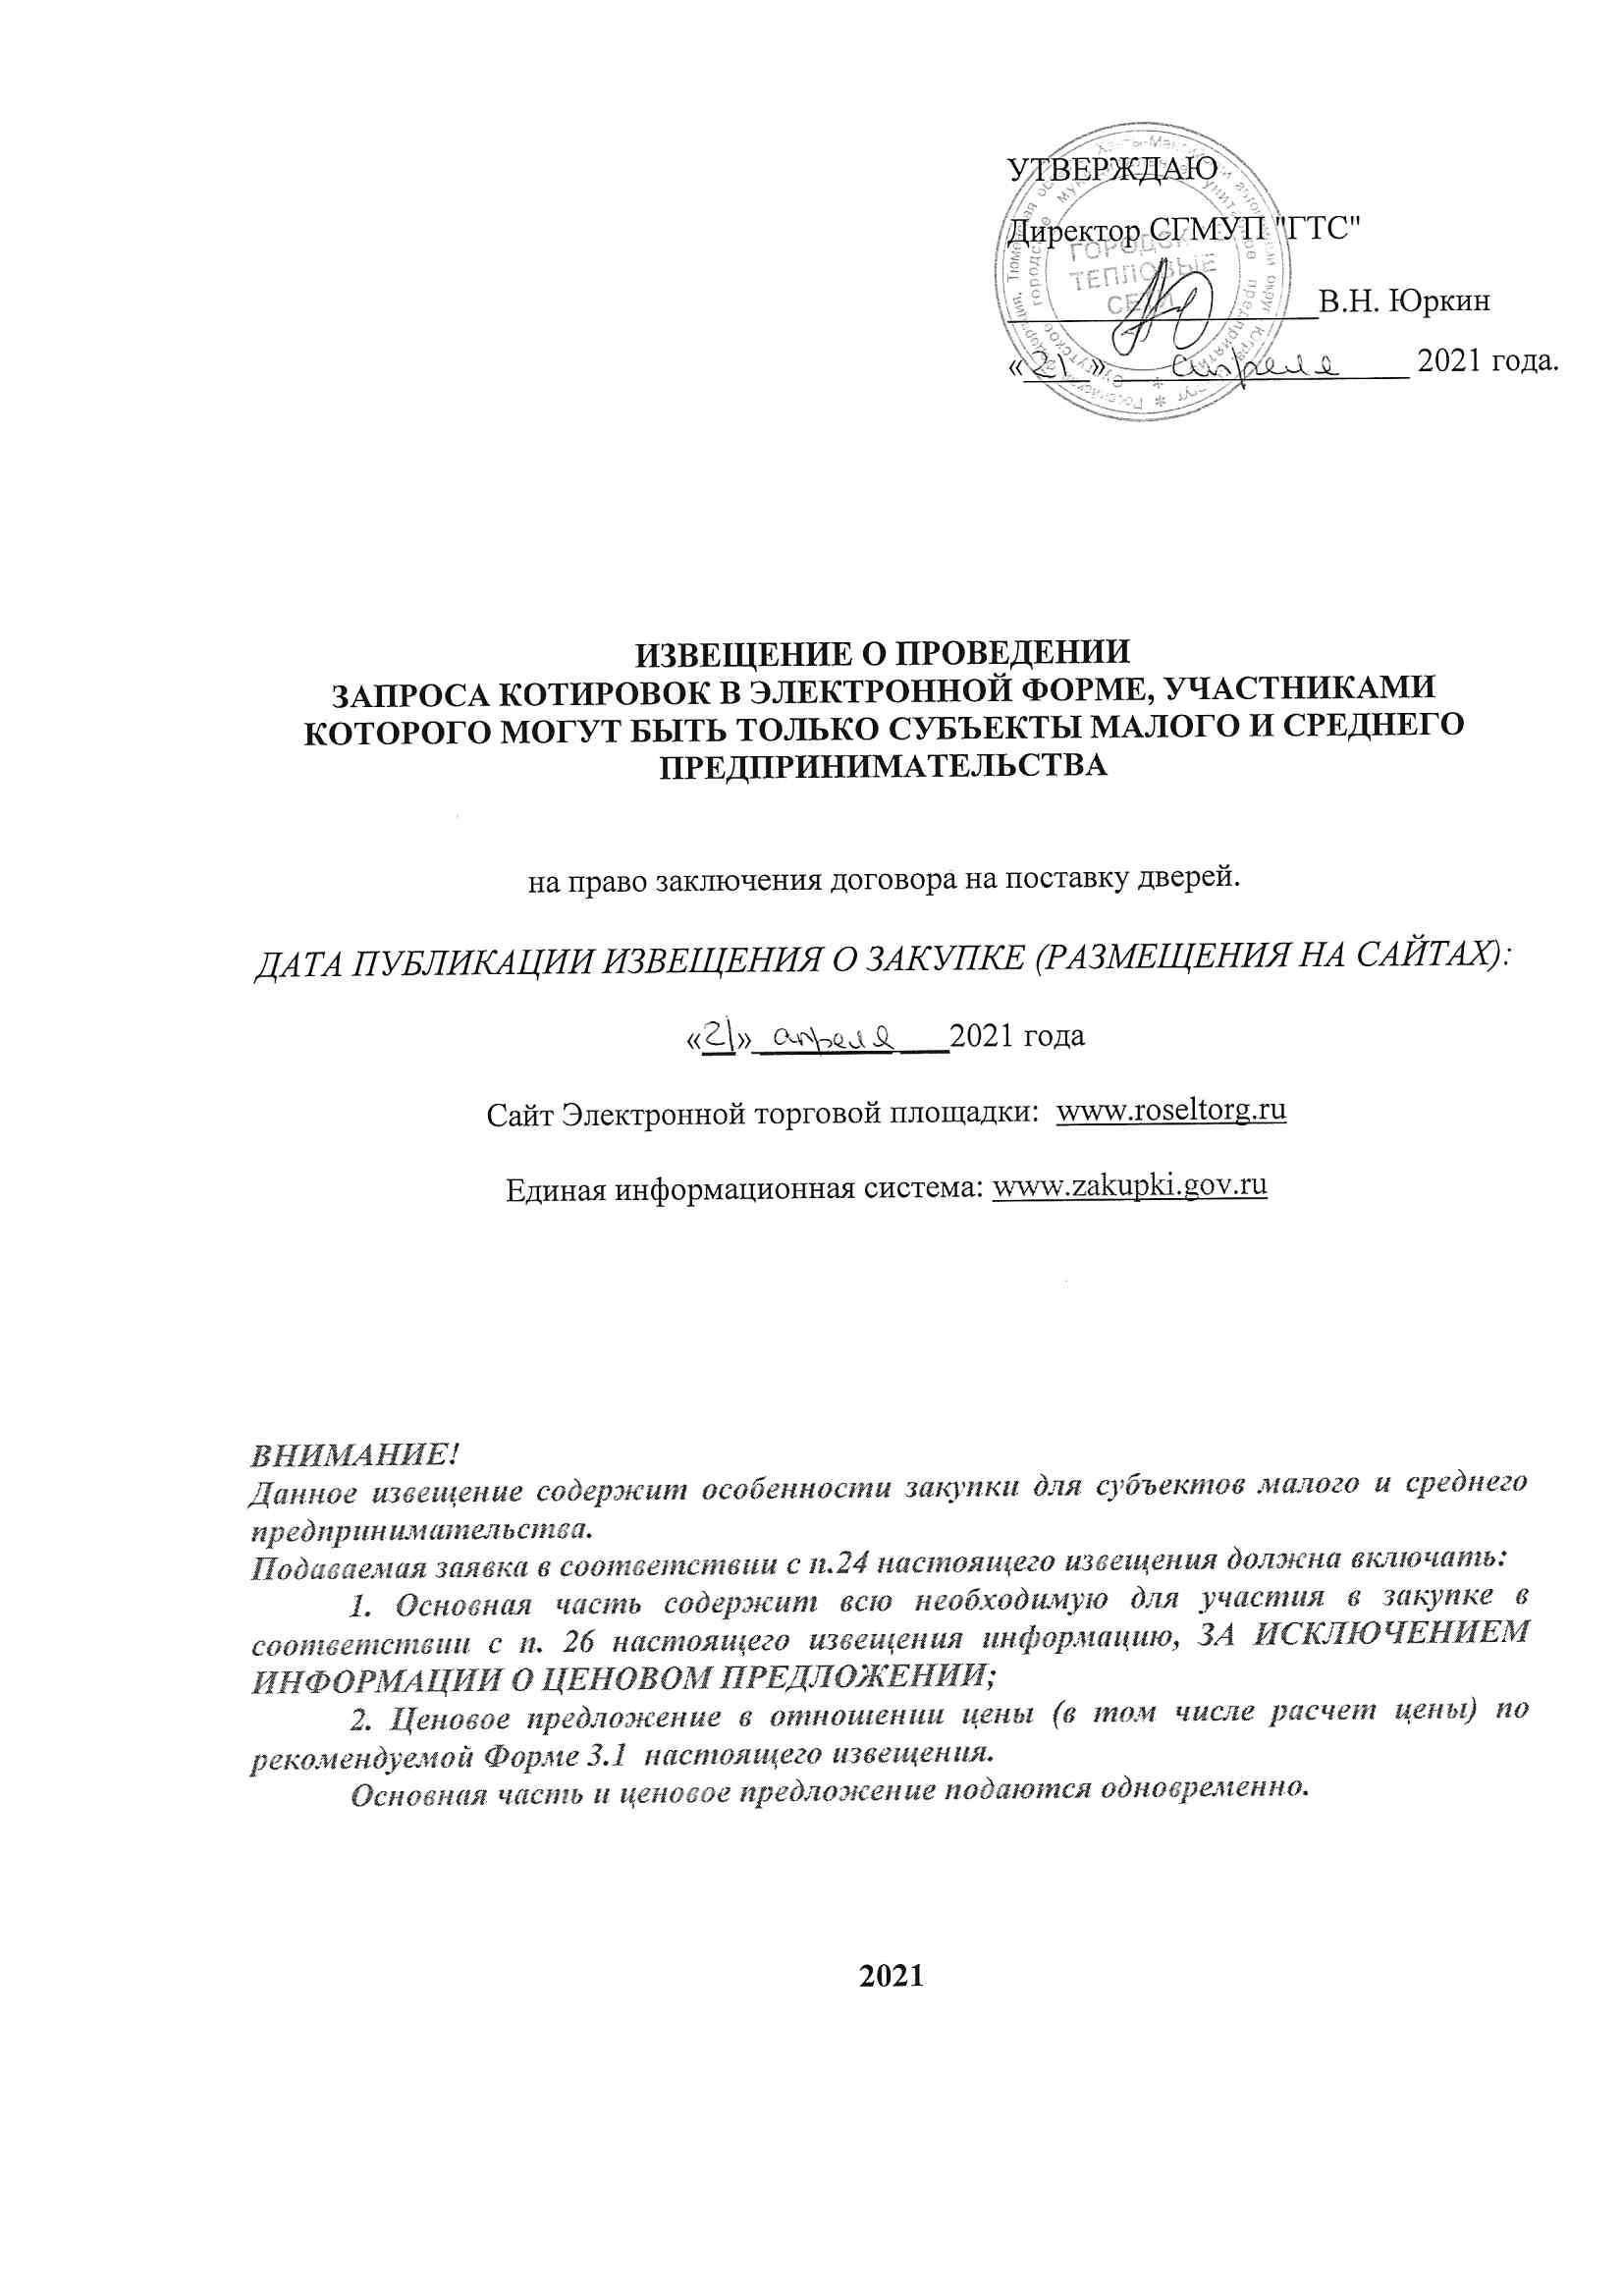 УТВЕРЖДАЮ
Директор СГМУП "ГТС"
ГОРОДСК
ТЕПЛОВЫЕ
СЕТИ
В.Н. Юркин
«21» апреля 2021 года.
ИЗВЕЩЕНИЕ О ПРОВЕДЕНИИ
ЗАПРОСА КОТИРОВОК В ЭЛЕКТРОННОЙ ФОРМЕ, УЧАСТНИКАМИ
КОТОРОГО МОГУТ БЫТЬ ТОЛЬКО СУБЪЕКТЫ МАЛОГО И СРЕДНЕГО
ПРЕДПРИНИМАТЕЛЬСТВА
на право заключения договора на поставку дверей.
ДАТА ПУБЛИКАЦИИ ИЗВЕЩЕНИЯ О ЗАКУПКЕ (РАЗМЕЩЕНИЯ НА САЙТАХ):
«21» апреля 2021 года
Сайт Электронной торговой площадки: www.roseltorg.ru
Единая информационная система: www.zakupki.gov.ru
ВНИМАНИЕ!
Данное извещение содержит особенности закупки для субъектов малого и среднего
предпринимательства.
Подаваемая заявка в соответствии с п.24 настоящего извещения должна включать:
1. Основная часть содержит всю необходимую для участия в закупке в
соответствии с п. 26 настоящего извещения информацию, ЗА ИСКЛЮЧЕНИЕМ
ИНФОРМАЦИИ О ЦЕНОВОМ ПРЕДЛОЖЕНИИ;
2. Ценовое предложение в отношении цены (в том числе расчет цены) по
рекомендуемой Форме 3.1 настоящего извещения.
Основная часть и ценовое предложение подаются одновременно.
2021